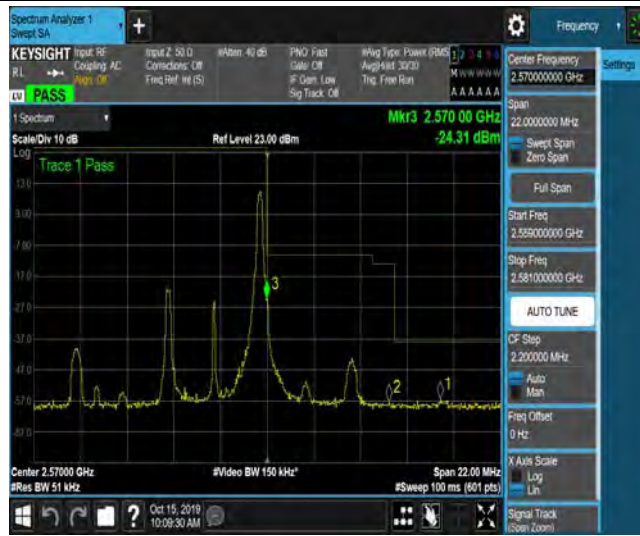 Spectrum Analyzer 1
Swept SA
+
Frequency
KEYSIGHT
Input: RF
Coupling: AC
Align: Off
Input Z: 50 Ω
Corrections: Off
Freq Ref: Int (S)
#Atten: 40 dB
PNO: Fast
Gate: Off
IF Gain: Low
Sig Track: Off
#Avg Type: Power (RMS
Avg|Hold: 30/30
Trig: Free Run
1 2 3 4 5 6
M W W W W W
A A A A A A
RL
PASS
Center Frequency
2.570000000 GHz
Settings
Span
22.0000000 MHz
Swept Span
Zero Span
Full Span
Start Freq
2.559000000 GHz
Stop Freq
2.581000000 GHz
AUTO TUNE
CF Step
2.200000 MHz
Auto
Man
Freq Offset
0 Hz
X Axis Scale
Log
Lin
Signal Track
(Span Zoom)
1 Spectrum
Scale/Div 10 dB
Ref Level 23.00 dBm
Mkr3 2.570 00 GHz
-24.31 dBm
Log
Trace 1 Pass
13.0
3.00
-7.00
-17.0
-27.0
-37.0
-47.0
-57.0
-67.0
3
2
1
Center 2.57000 GHz
#Video BW 150 kHz*
Span 22.00 MHz
#Res BW 51 kHz
#Sweep 100 ms (601 pts)
?
Oct 15, 2019
10:09:30 AM